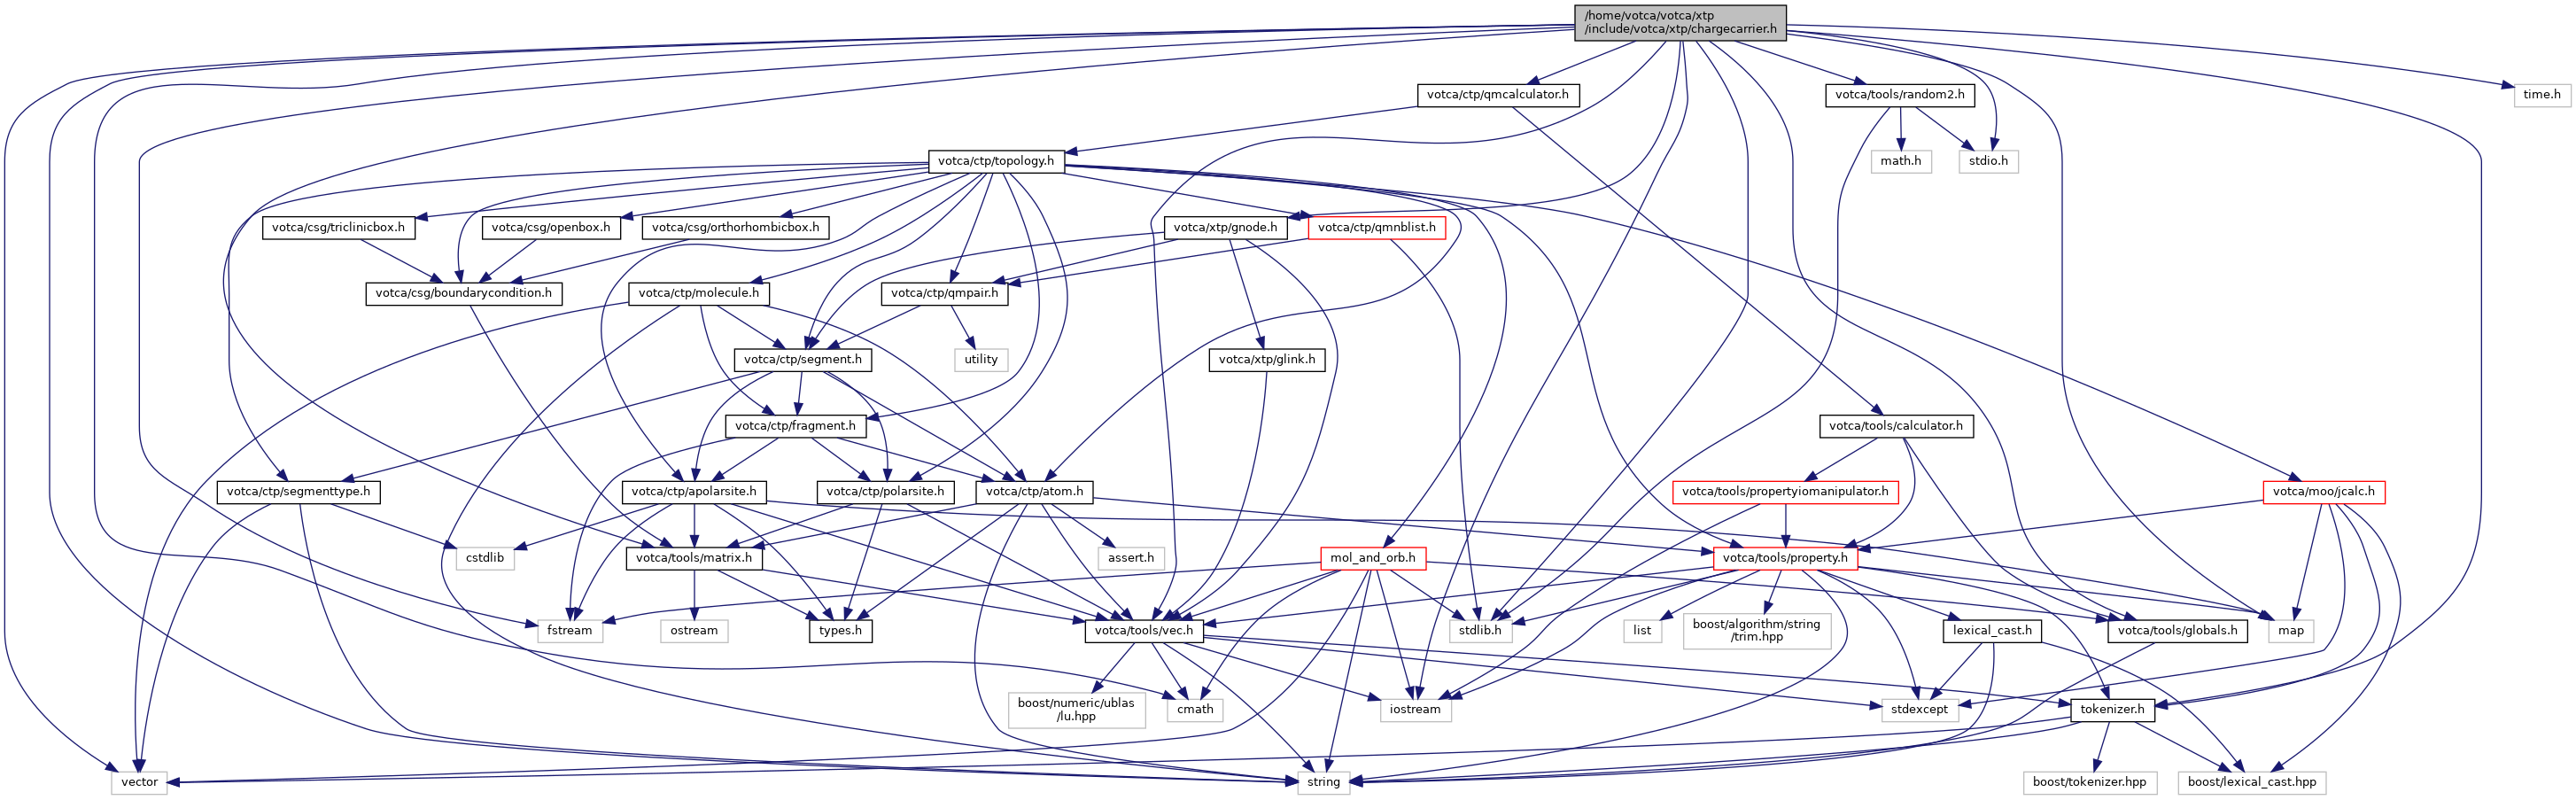 /home/votca/votca/xtp
/include/votca/xtp/chargecarrier.h
votca/ctp/qmcalculator.h
votca/tools/random2.h
time.h
votca/ctp/topology.h
math.h
stdio.h
votca/csg/triclinicbox.h
votca/csg/openbox.h
votca/csg/orthorhombicbox.h
votca/xtp/gnode.h
votca/ctp/qmnblist.h
votca/csg/boundarycondition.h
votca/ctp/molecule.h
votca/ctp/qmpair.h
votca/ctp/segment.h
utility
votca/xtp/glink.h
votca/ctp/fragment.h
votca/tools/calculator.h
votca/ctp/segmenttype.h
votca/ctp/apolarsite.h
votca/ctp/polarsite.h
votca/ctp/atom.h
votca/tools/propertyiomanipulator.h
votca/moo/jcalc.h
cstdlib
votca/tools/matrix.h
assert.h
mol_and_orb.h
votca/tools/property.h
fstream
ostream
types.h
votca/tools/vec.h
stdlib.h
list
boost/algorithm/string
/trim.hpp
lexical_cast.h
votca/tools/globals.h
map
boost/numeric/ublas
/lu.hpp
cmath
iostream
stdexcept
tokenizer.h
vector
string
boost/tokenizer.hpp
boost/lexical_cast.hpp